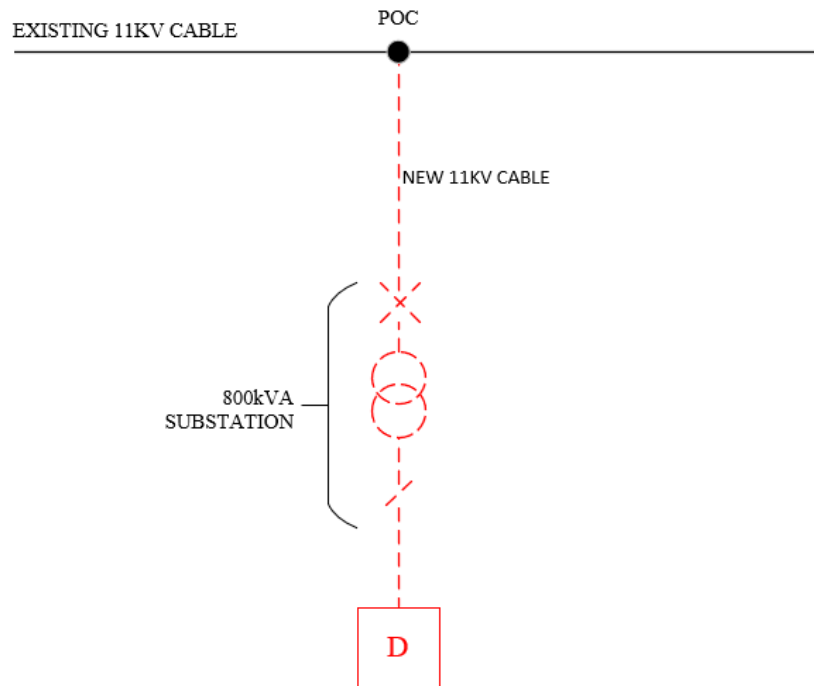 POC
EXISTING 11KV CABLE
NEW 11KV CABLE
800kVA
SUBSTATION
D